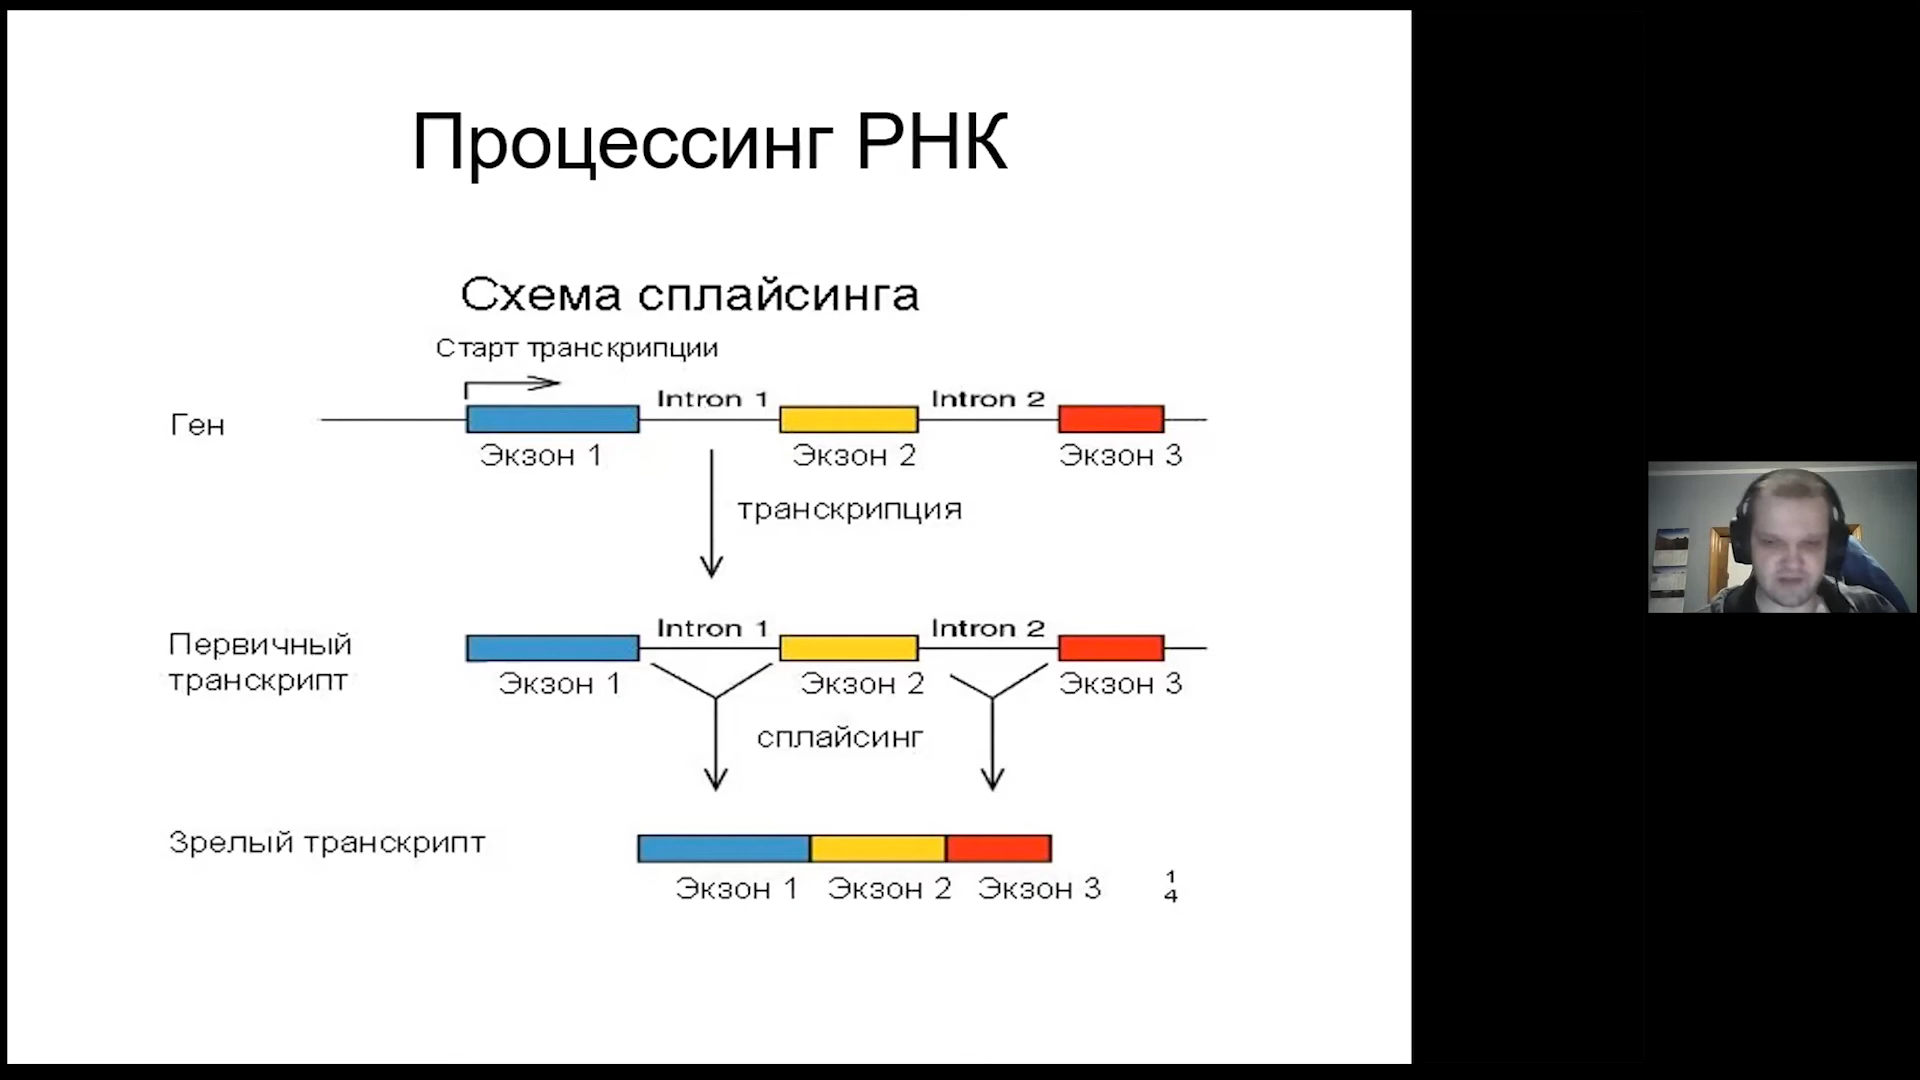 Процессинг РНК
Схема сплайсинга
Старт транскрипции
Intron 1
Intron 2
Ген
Экзон 1
Экзон 2
Экзон 3
транскрипция
Intron 1
Intron 2
Первичный
транскрипт
Экзон 1
Экзон 2
Экзон 3
сплайсинг
Зрелый транскрипт
Экзон 1
Экзон 2
Экзон 3
1
4